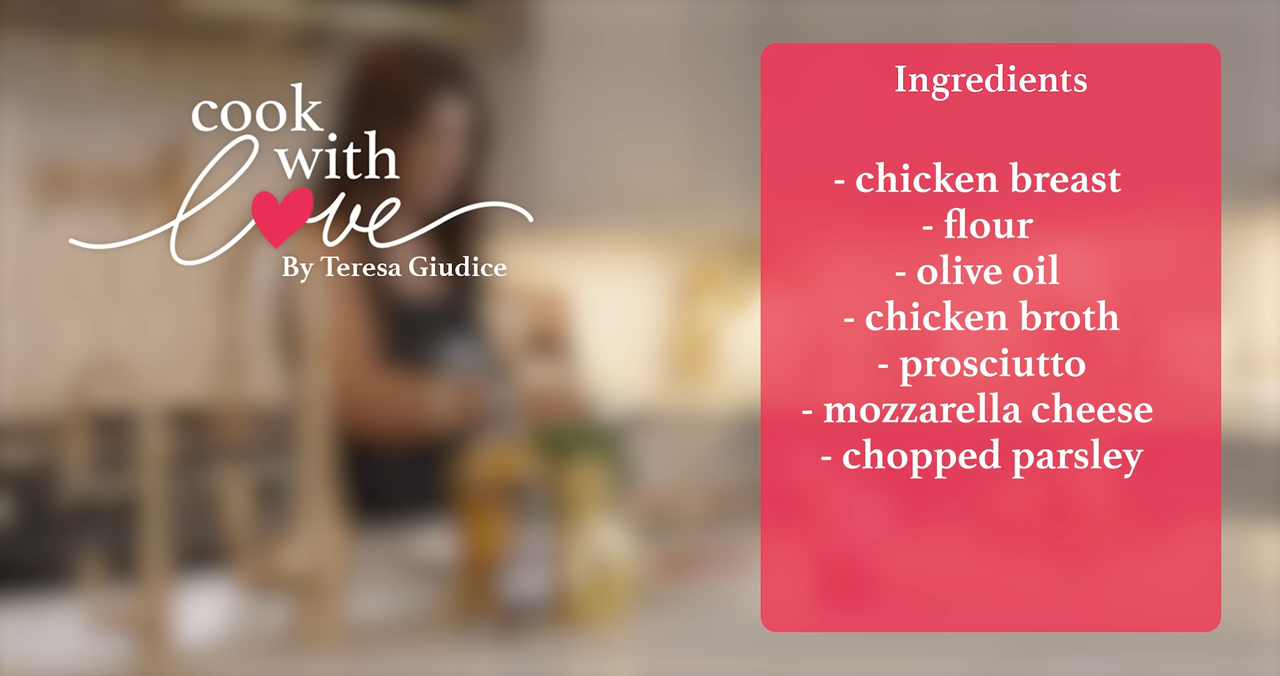 cook
with
love
By Teresa Giudice
Ingredients
- chicken breast
- flour
- olive oil
- chicken broth
- prosciutto
- mozzarella cheese
- chopped parsley